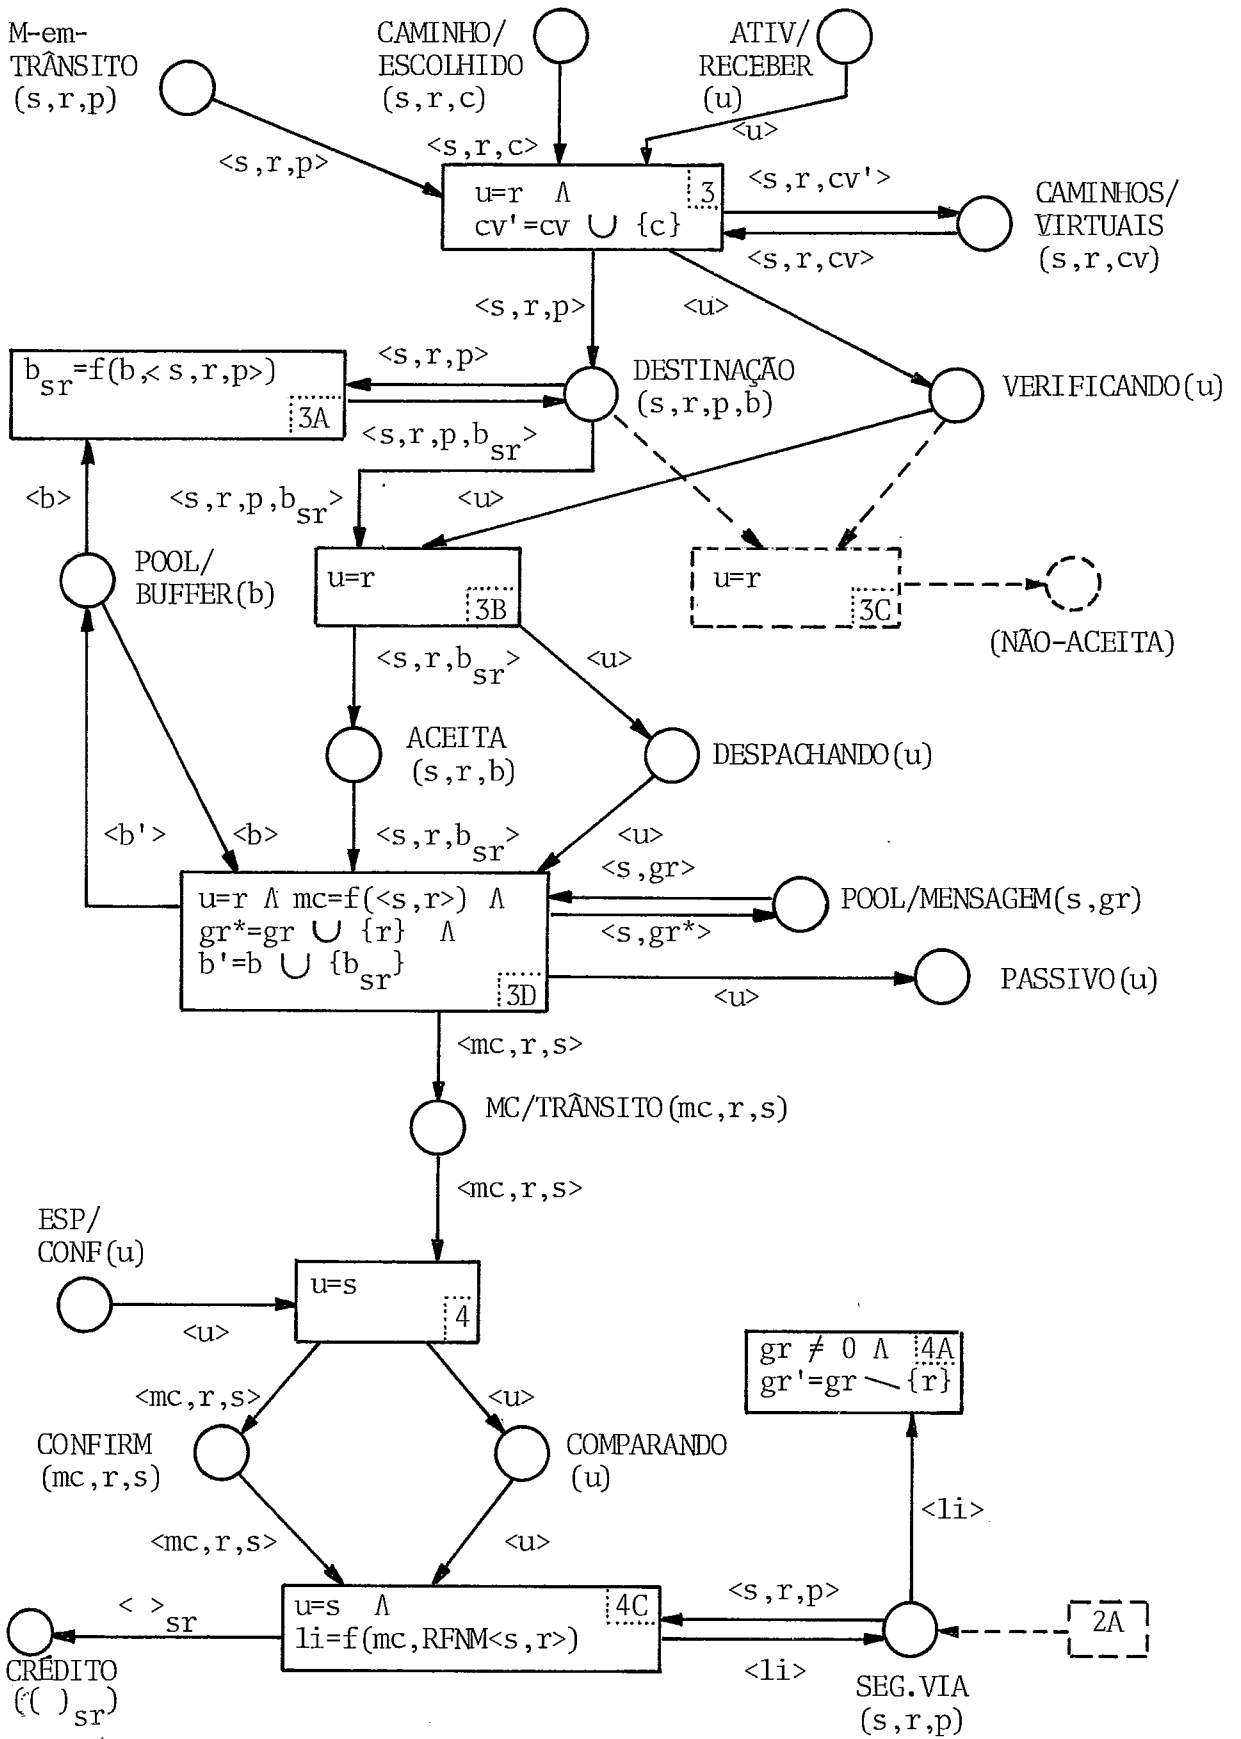 M-em-
TRÂNSITO
(s,r,p)
CAMINHO/
ESCOLHIDO
(s,r,c)
ATIV/
RECEBER
(u)
<s,r,p>
<s,r,c>
<u>
u=r Λ
cv'=cv ∪ {c}
3
<s,r,cv'>
<s,r,cv>
CAMINHOS/
VIRTUAIS
(s,r,cv)
<s,r,p>
<u>
b_sr=f(b,<s,r,p>)
3A
<s,r,p>
<s,r,p,b_sr>
DESTINAÇÃO
(s,r,p,b)
VERIFICANDO(u)
<b>
<s,r,p,b_sr>
<u>
POOL/
BUFFER(b)
u=r
3B
u=r
3C
(NÃO-ACEITA)
<s,r,b_sr>
<u>
ACEITA
(s,r,b)
DESPACHANDO(u)
<b'>
<b>
<s,r,b_sr>
<u>
<s,gr>
<s,gr*>
POOL/MENSAGEM(s,gr)
u=r Λ mc=f(<s,r>) Λ
gr*=gr ∪ {r} Λ
b'=b ∪ {b_sr}
3D
<u>
PASSIVO(u)
<mc,r,s>
MC/TRÂNSITO(mc,r,s)
<mc,r,s>
ESP/
CONF(u)
<u>
u=s
4
<mc,r,s>
<u>
gr ≠ 0 Λ
4A
gr'=gr \ {r}
CONFIRM
(mc,r,s)
COMPARANDO
(u)
<mc,r,s>
<u>
<li>
< >_sr
u=s Λ
4C
li=f(mc,RFNM<s,r>)
<s,r,p>
<li>
2A
CRÉDITO
(( )_sr)
SEG.VIA
(s,r,p)